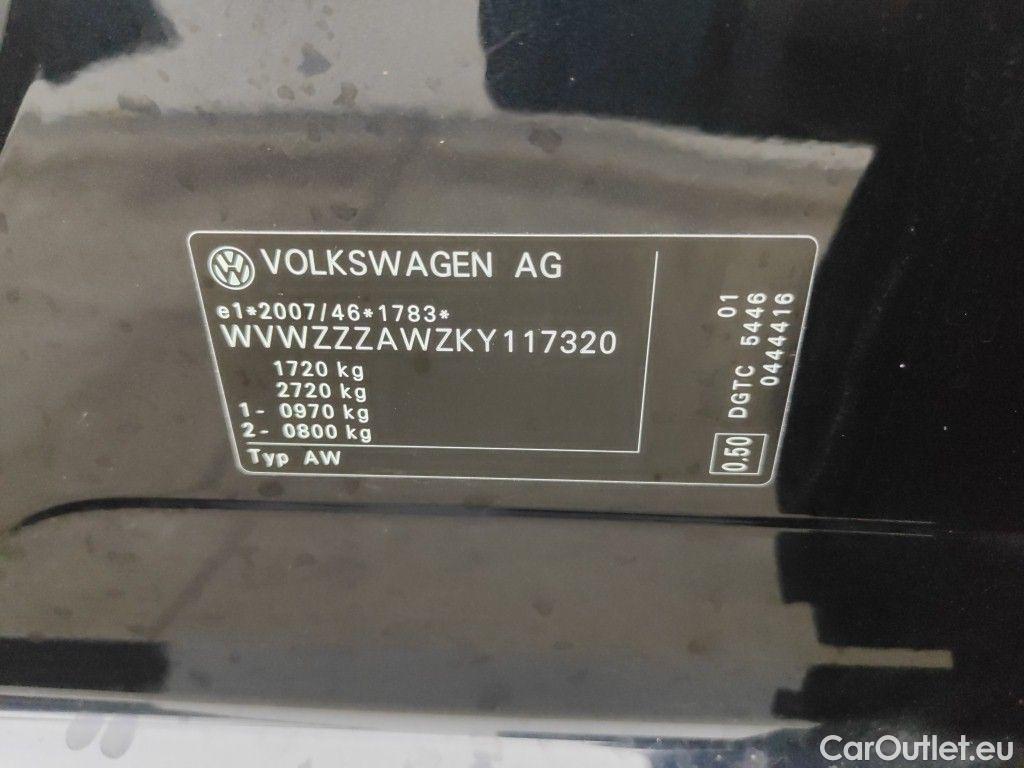 VOLKSWAGEN AG
e1*2007/46*1783*
WVWZZZAWZKY117320
1720 kg
2720 kg
1- 0970 kg
2- 0800 kg
Typ AW
01
DGTC 5446
0444416
0,50
CarOutlet.eu